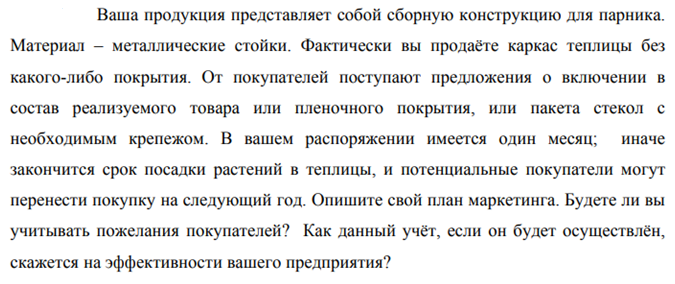 Ваша продукция представляет собой сборную конструкцию для парника.
Материал – металлические стойки. Фактически вы продаёте каркас теплицы без
какого-либо покрытия. От покупателей поступают предложения о включении в
состав реализуемого товара или пленочного покрытия, или пакета стекол с
необходимым крепежом. В вашем распоряжении имеется один месяц; иначе
закончится срок посадки растений в теплицы, и потенциальные покупатели могут
перенести покупку на следующий год. Опишите свой план маркетинга. Будете ли вы
учитывать пожелания покупателей? Как данный учёт, если он будет осуществлён,
скажется на эффективности вашего предприятия?